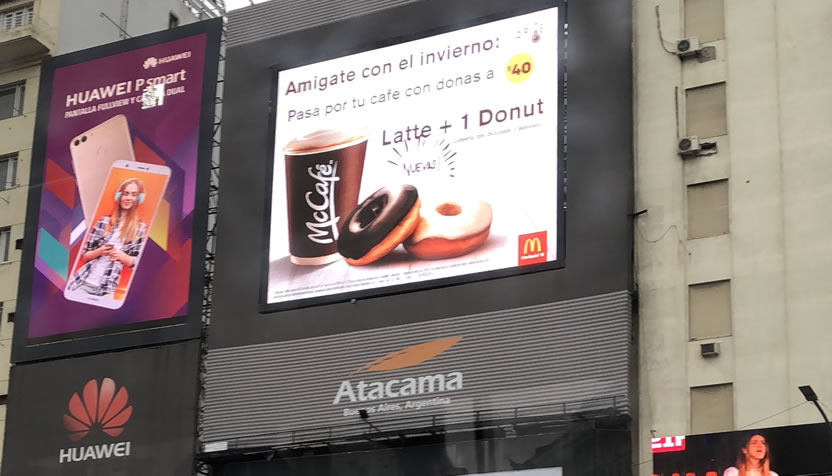 HUAWEI
HUAWEI P smart
PANTALLA FULLVIEW Y
DUAL
HUAWEI
Amigate con el invierno:
Pasa por tu cafe con donas a
$40
Latte + 1 Donut
NUEVAS
McCafé
Atacama
Buenos Aires, Argentina